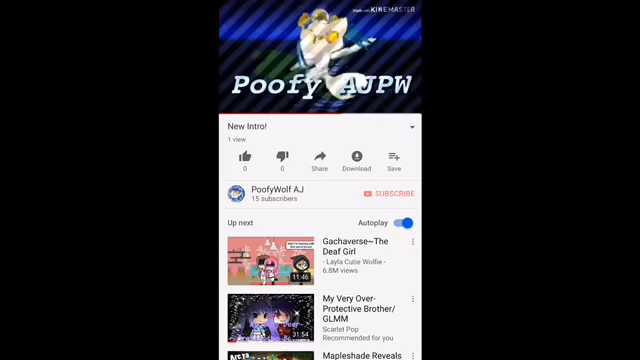 Made with KINEMASTER
Poofy AJPW
New Intro!
1 view
0
0
Share
Download
Save
PoofyWolf AJ
15 subscribers
SUBSCRIBE
Up next
Autoplay
Gachaverse~The
Deaf Girl
- Layla Cutie Wolfie -
6.8M views
11:46
My Very Over-
Protective Brother/
GLMM
Scarlet Pop
Recommended for you
31:54
Mapleshade Reveals